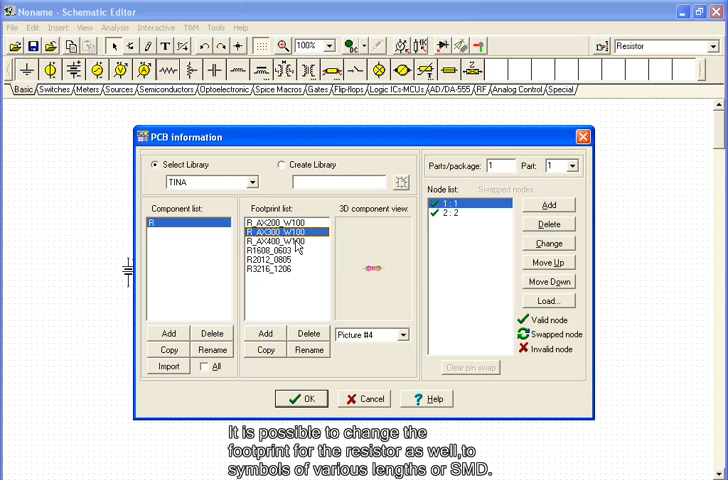 Noname - Schematic Editor
File Edit Insert View Analysis Interactive T&M Tools Help
100%
DC
Resistor
Basic Switches Meters Sources Semiconductors Optoelectronic Spice Macros Gates Flip-flops Logic ICs-MCUs AD/DA-555 RF Analog Control Special
PCB information
Select Library
Create Library
TINA
Component list:
R
Add Delete
Copy Rename
Import All
Footprint list:
R_AX200_W100
R_AX300_W100
R_AX400_W100
R1608_0603
R2012_0805
R3216_1206
Add Delete
Copy Rename
3D component view:
Picture #4
Parts/package: 1 Part: 1
Node list: Swapped nodes
1 : 1
2 : 2
Add
Delete
Change
Move Up
Move Down
Load...
Valid node
Swapped node
Invalid node
Clear pin swap
OK Cancel Help
It is possible to change the
footprint for the resistor as well,to
symbols of various lengths or SMD.